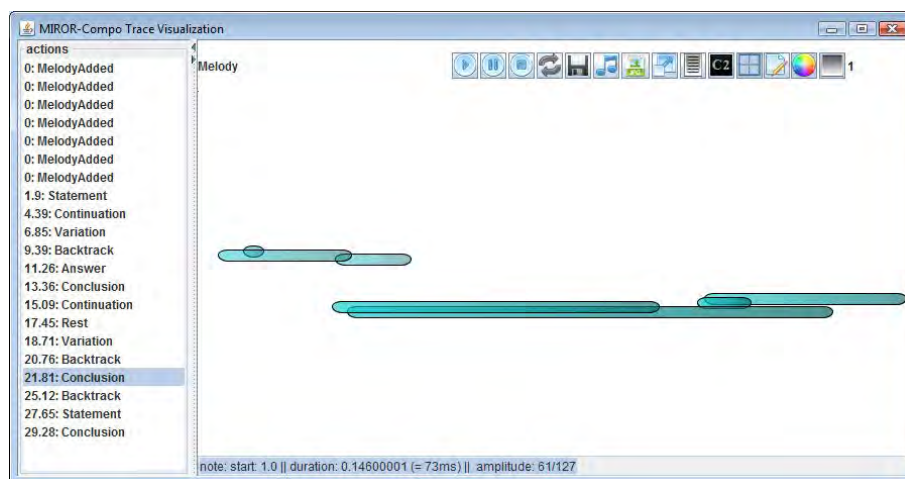 MIROR-Compo Trace Visualization
actions
0: MelodyAdded
0: MelodyAdded
0: MelodyAdded
0: MelodyAdded
0: MelodyAdded
0: MelodyAdded
0: MelodyAdded
1.9: Statement
4.39: Continuation
6.85: Variation
9.39: Backtrack
11.26: Answer
13.36: Conclusion
15.09: Continuation
17.45: Rest
18.71: Variation
20.76: Backtrack
21.81: Conclusion
25.12: Backtrack
27.65: Statement
29.28: Conclusion
Melody
C2
1
note: start: 1.0 || duration: 0.14600001 (= 73ms) || amplitude: 61/127